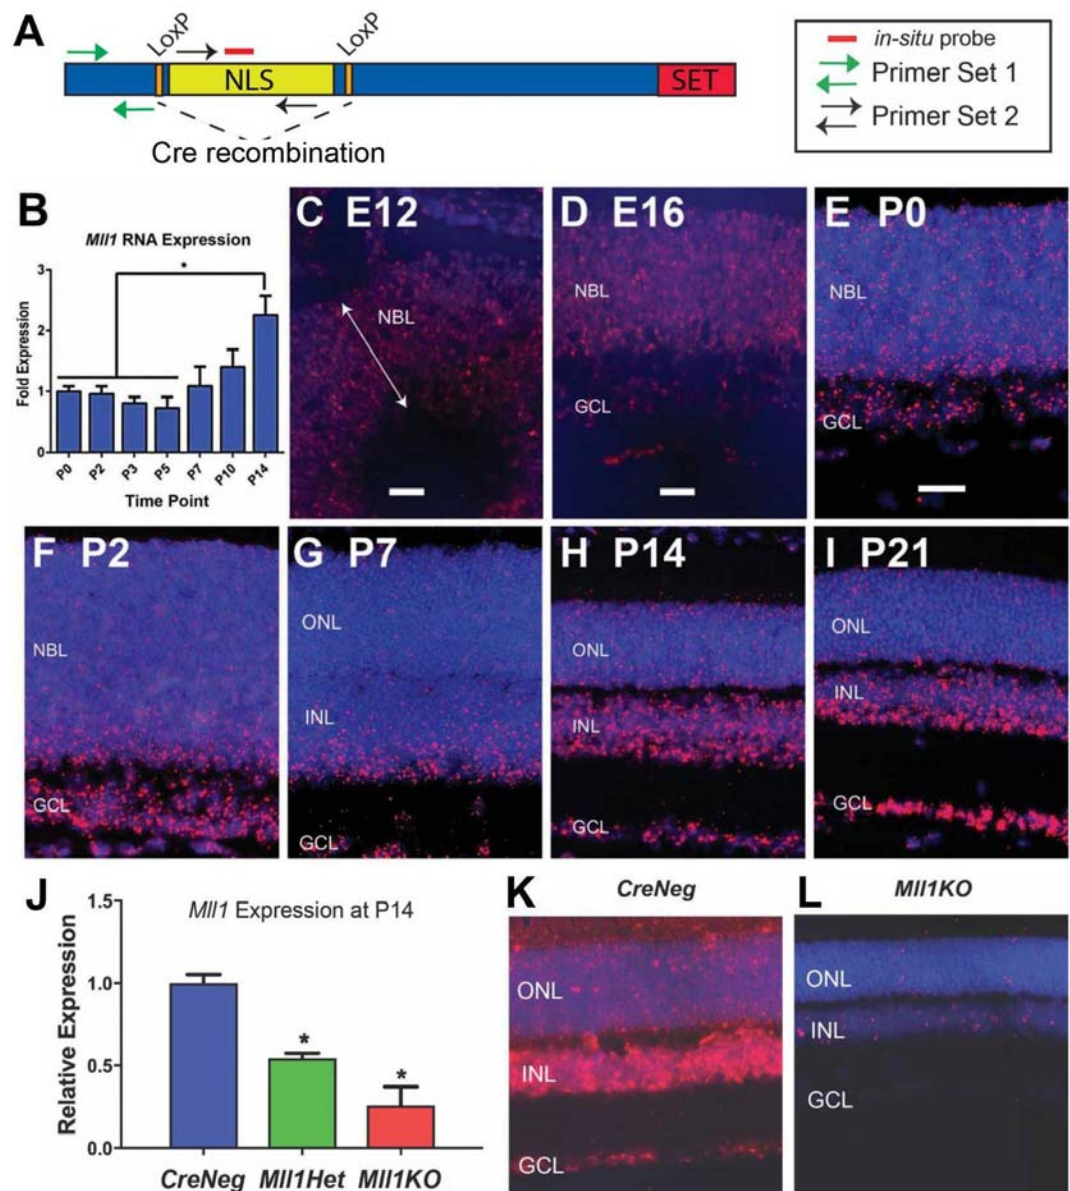 A
LoxP
LoxP
NLS
SET
Cre recombination
in-situ probe
Primer Set 1
Primer Set 2
B
Mll1 RNA Expression
*
Fold Expression
3
2
1
0
P0
P2
P3
P5
P7
P10
P14
Time Point
C E12
NBL
D E16
NBL
GCL
E P0
NBL
GCL
F P2
NBL
GCL
G P7
ONL
INL
GCL
H P14
ONL
INL
GCL
I P21
ONL
INL
GCL
J
Mll1 Expression at P14
Relative Expression
1.5
1.0
0.5
0.0
*
*
CreNeg
Mll1Het
Mll1KO
K
CreNeg
ONL
INL
GCL
L
Mll1KO
ONL
INL
GCL